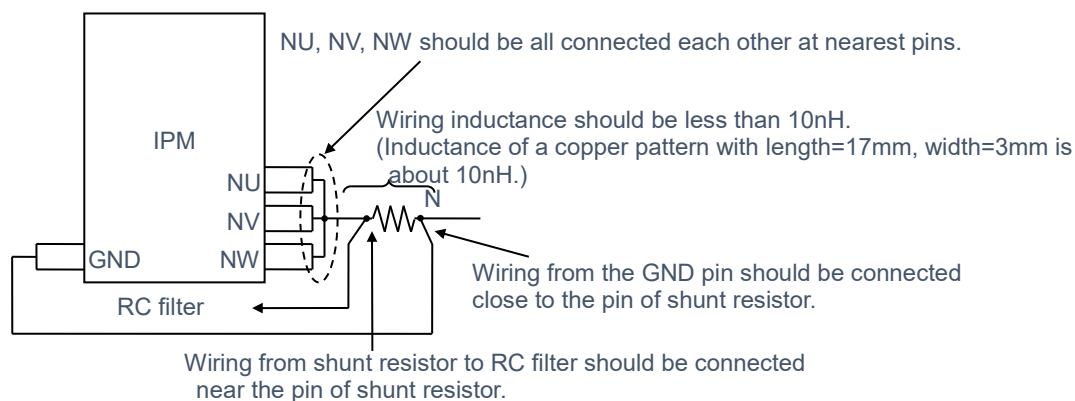 NU, NV, NW should be all connected each other at nearest pins.
Wiring inductance should be less than 10nH.
(Inductance of a copper pattern with length=17mm, width=3mm is
about 10nH.)
IPM
NU
N
NV
GND
NW
Wiring from the GND pin should be connected
close to the pin of shunt resistor.
RC filter
Wiring from shunt resistor to RC filter should be connected
near the pin of shunt resistor.